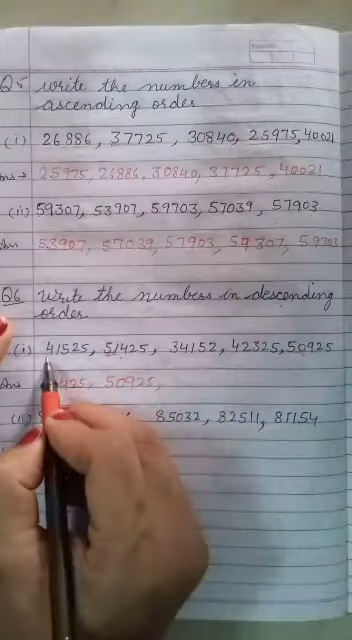 Q5 write the numbers in
ascending order
(i) 26886, 37725, 30840, 25975, 40021
Ans → 25975, 26886, 30840, 37725, 40021
(ii) 59307, 53907, 59703, 57039, 57903
Ans 53907, 57039, 57903, 59307, 59703
Q6 Write the numbers in descending
order
(i) 41525, 51425, 34152, 42325, 50925
Ans 425, 50925,
(ii) 85032, 82511, 81154